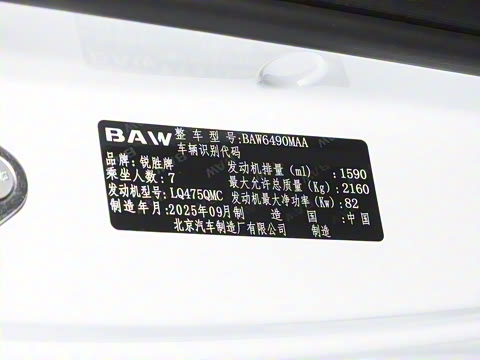 BAW 整车型号:BAW6490MAA
车辆识别代码
品牌:锐胜牌 发动机排量(ml):1590
乘坐人数:7 最大允许总质量(Kg):2160
发动机型号:LQ475QMC 发动机最大净功率(Kw):82
制造年月:2025年09月 制造国:中国
北京汽车制造厂有限公司 制造